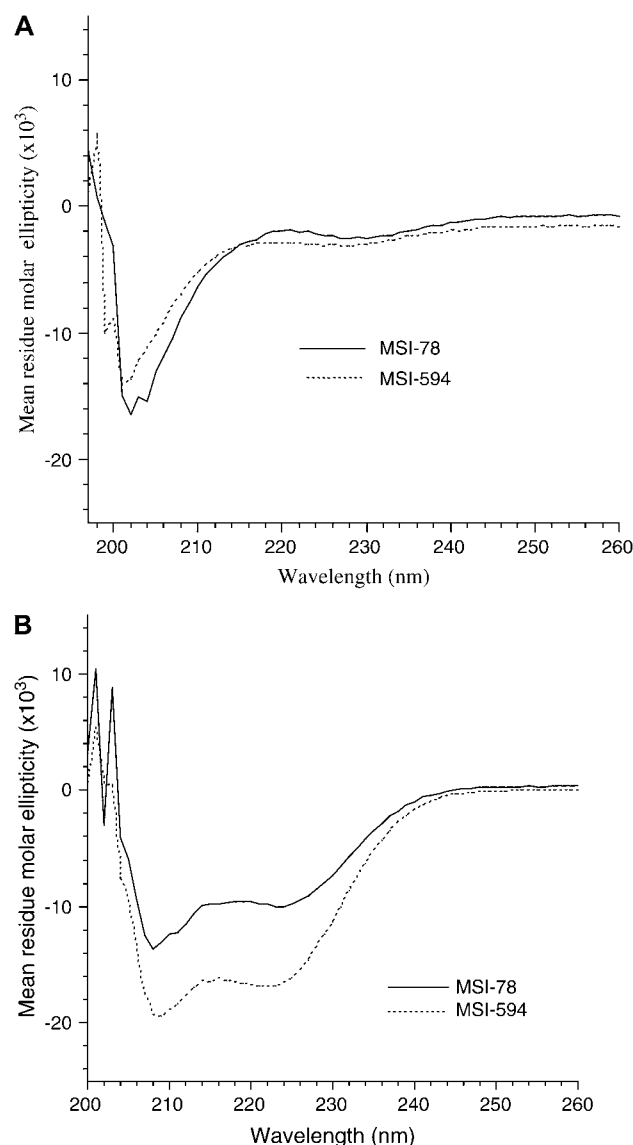 A
Mean residue molar ellipticity (x10³)
10
0
-10
-20
MSI-78
MSI-594
200 210 220 230 240 250 260
Wavelength (nm)
B
Mean residue molar ellipticity (x10³)
10
0
-10
-20
MSI-78
MSI-594
200 210 220 230 240 250 260
Wavelength (nm)